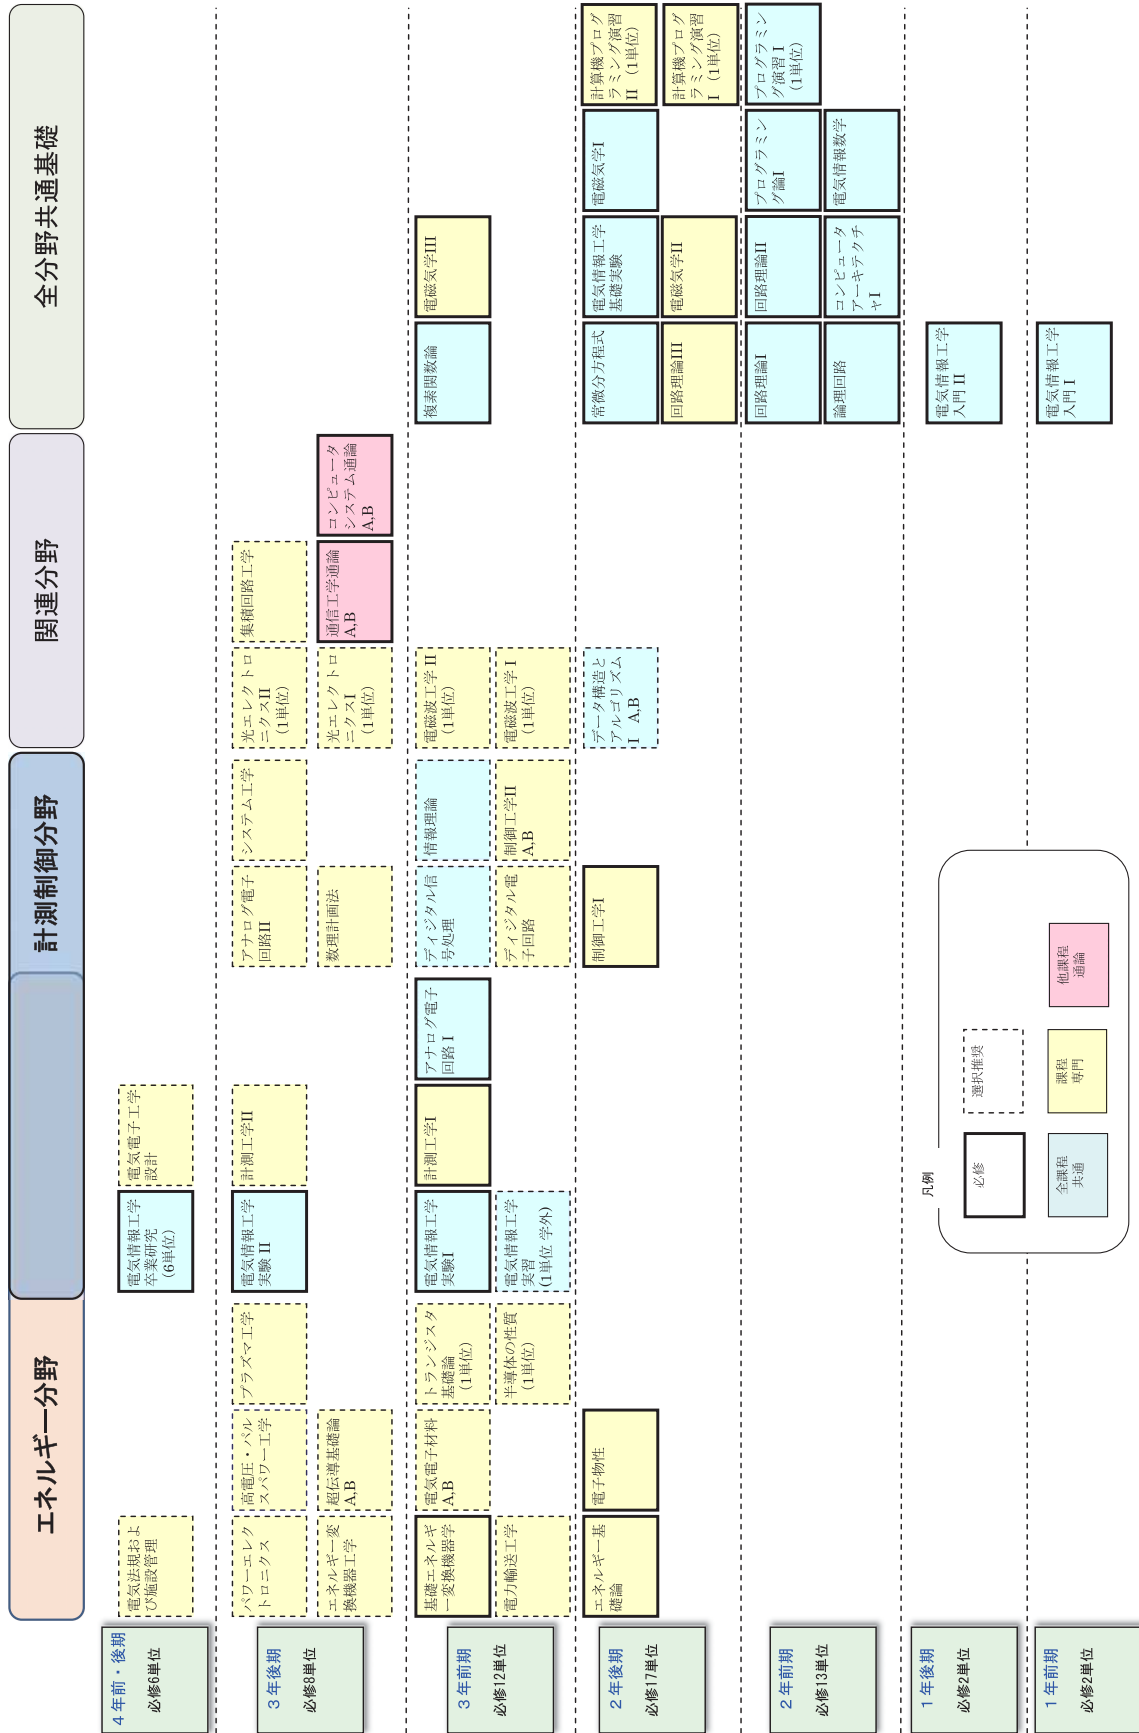 エネルギー分野
計測制御分野
関連分野
全分野共通基礎
4年前・後期
必修6単位
電気法規およ
び施設管理
電気情報工学
卒業研究
(6単位)
電気電子工学
設計
3年後期
必修8単位
パワーエレク
トロニクス
高電圧・パル
スパワー工学
プラズマ工学
電気情報工学
実験 II
計測工学II
アナログ電子
回路II
システム工学
光エレクトロ
ニクスII
(1単位)
集積回路工学
エネルギー変
換機器工学
超伝導基礎論
A,B
数理計画法
光エレクトロ
ニクスI
(1単位)
通信工学通論
A,B
コンピュータ
システム通論
A,B
3年前期
必修12単位
基礎エネルギ
ー変換機器学
電気電子材料
A,B
トランジスタ
基礎論
(1単位)
電気情報工学
実験I
計測工学I
アナログ電子
回路 I
ディジタル信
号処理
情報理論
電磁波工学 II
(1単位)
複素関数論
電磁気学III
電力輸送工学
半導体の性質
(1単位)
電気情報工学
実習
(1単位 学外)
ディジタル電
子回路
制御工学II
A,B
電磁波工学 I
(1単位)
2年後期
必修17単位
エネルギー基
礎論
電子物性
制御工学I
データ構造と
アルゴリズム
I A,B
常微分方程式
電気情報工学
基礎実験
電磁気学I
計算機プログ
ラミング演習
II (1単位)
回路理論III
電磁気学II
計算機プログ
ラミング演習
I (1単位)
2年前期
必修13単位
回路理論I
回路理論II
プログラミン
グ論I
プログラミン
グ演習 I
(1単位)
論理回路
コンピュータ
アーキテクチ
ャI
電気情報数学
1年後期
必修2単位
電気情報工学
入門 II
1年前期
必修2単位
電気情報工学
入門 I
凡例
必修
選択推奨
全課程
共通
課程
専門
他課程
通論